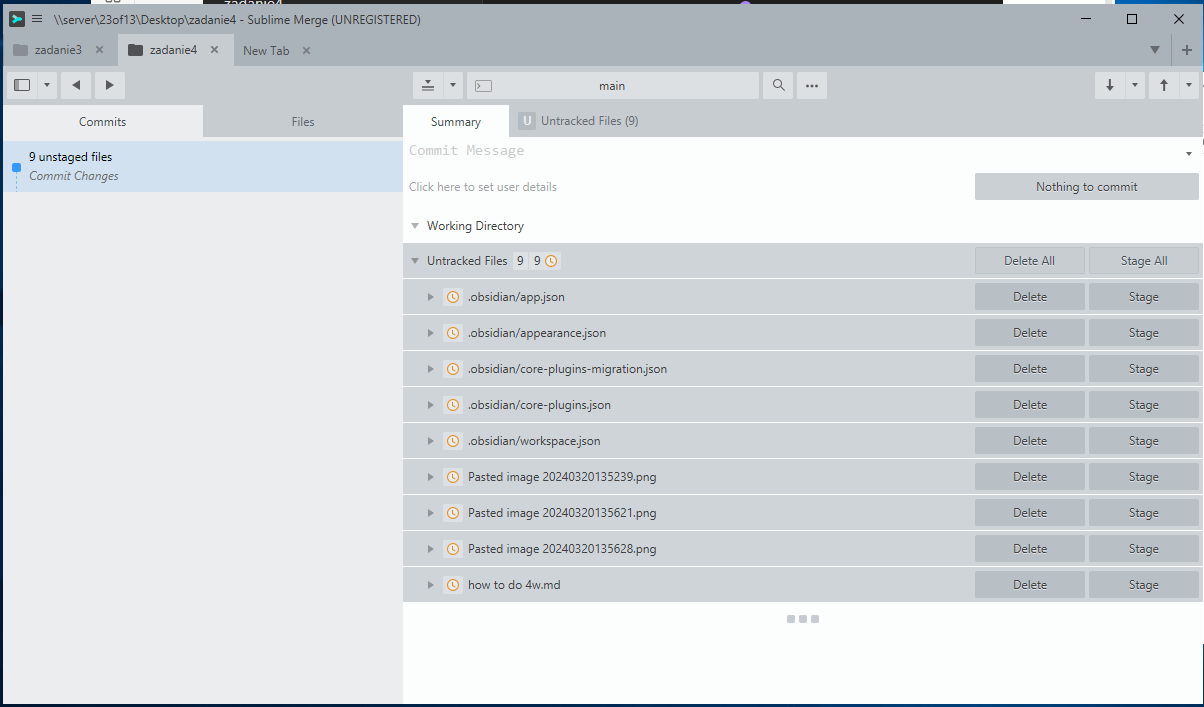 zadanie4
\\server\23of13\Desktop\zadanie4 - Sublime Merge (UNREGISTERED)
zadanie3
zadanie4
New Tab
main
Commits
Files
Summary
U Untracked Files (9)
9 unstaged files
Commit Changes
Commit Message
Click here to set user details
Nothing to commit
Working Directory
Untracked Files 9 9 Delete All Stage All
.obsidian/app.json Delete Stage
.obsidian/appearance.json Delete Stage
.obsidian/core-plugins-migration.json Delete Stage
.obsidian/core-plugins.json Delete Stage
.obsidian/workspace.json Delete Stage
Pasted image 20240320135239.png Delete Stage
Pasted image 20240320135621.png Delete Stage
Pasted image 20240320135628.png Delete Stage
how to do 4w.md Delete Stage